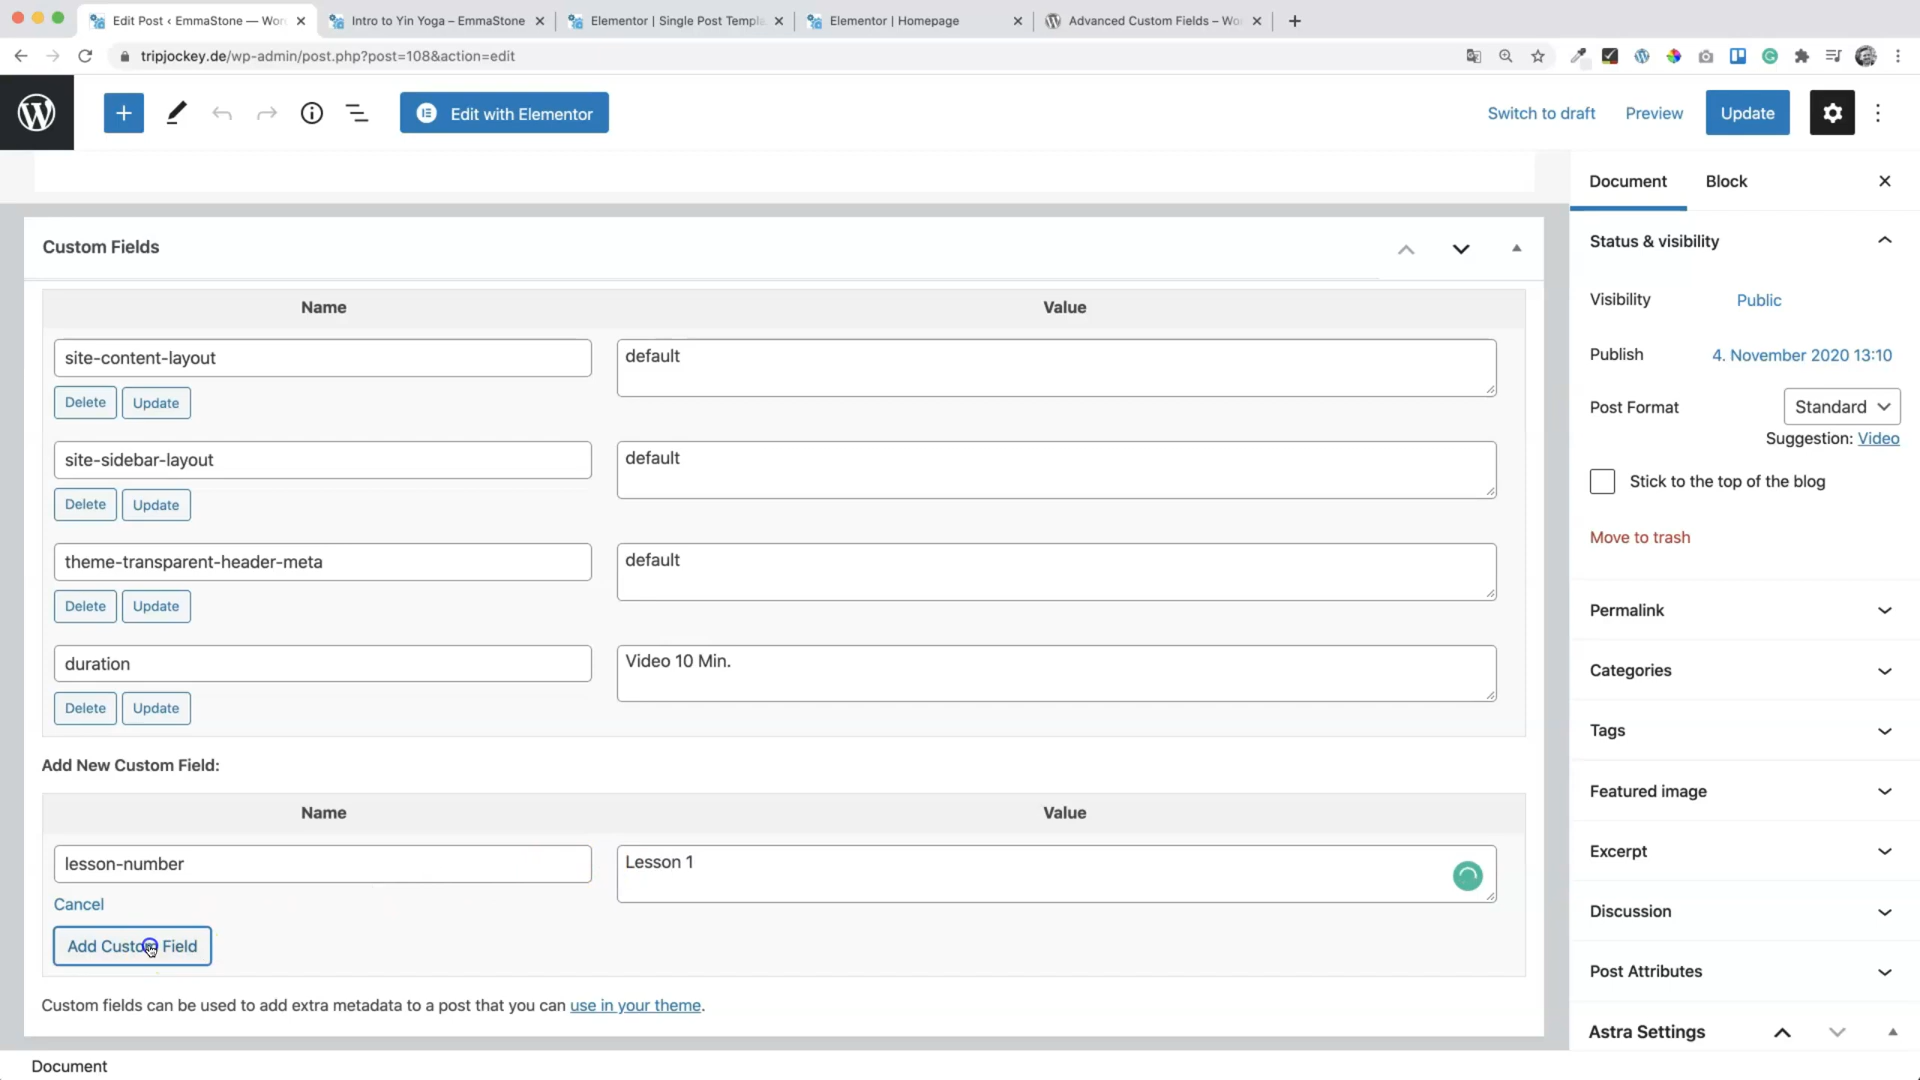 Edit Post ‹ EmmaStone — Wor
Intro to Yin Yoga – EmmaStone
Elementor | Single Post Templa
Elementor | Homepage
Advanced Custom Fields – Wo
tripjockey.de/wp-admin/post.php?post=108&action=edit
Edit with Elementor
Switch to draft
Preview
Update
Document
Block
Custom Fields
Status & visibility
Name
Value
Visibility
Public
site-content-layout
default
Delete
Update
Publish
4. November 2020 13:10
Post Format
Standard
Suggestion: Video
site-sidebar-layout
default
Delete
Update
Stick to the top of the blog
Move to trash
theme-transparent-header-meta
default
Delete
Update
Permalink
duration
Video 10 Min.
Delete
Update
Categories
Tags
Add New Custom Field:
Featured image
Name
Value
lesson-number
Lesson 1
Excerpt
Cancel
Discussion
Add Custom Field
Post Attributes
Custom fields can be used to add extra metadata to a post that you can use in your theme.
Astra Settings
Document